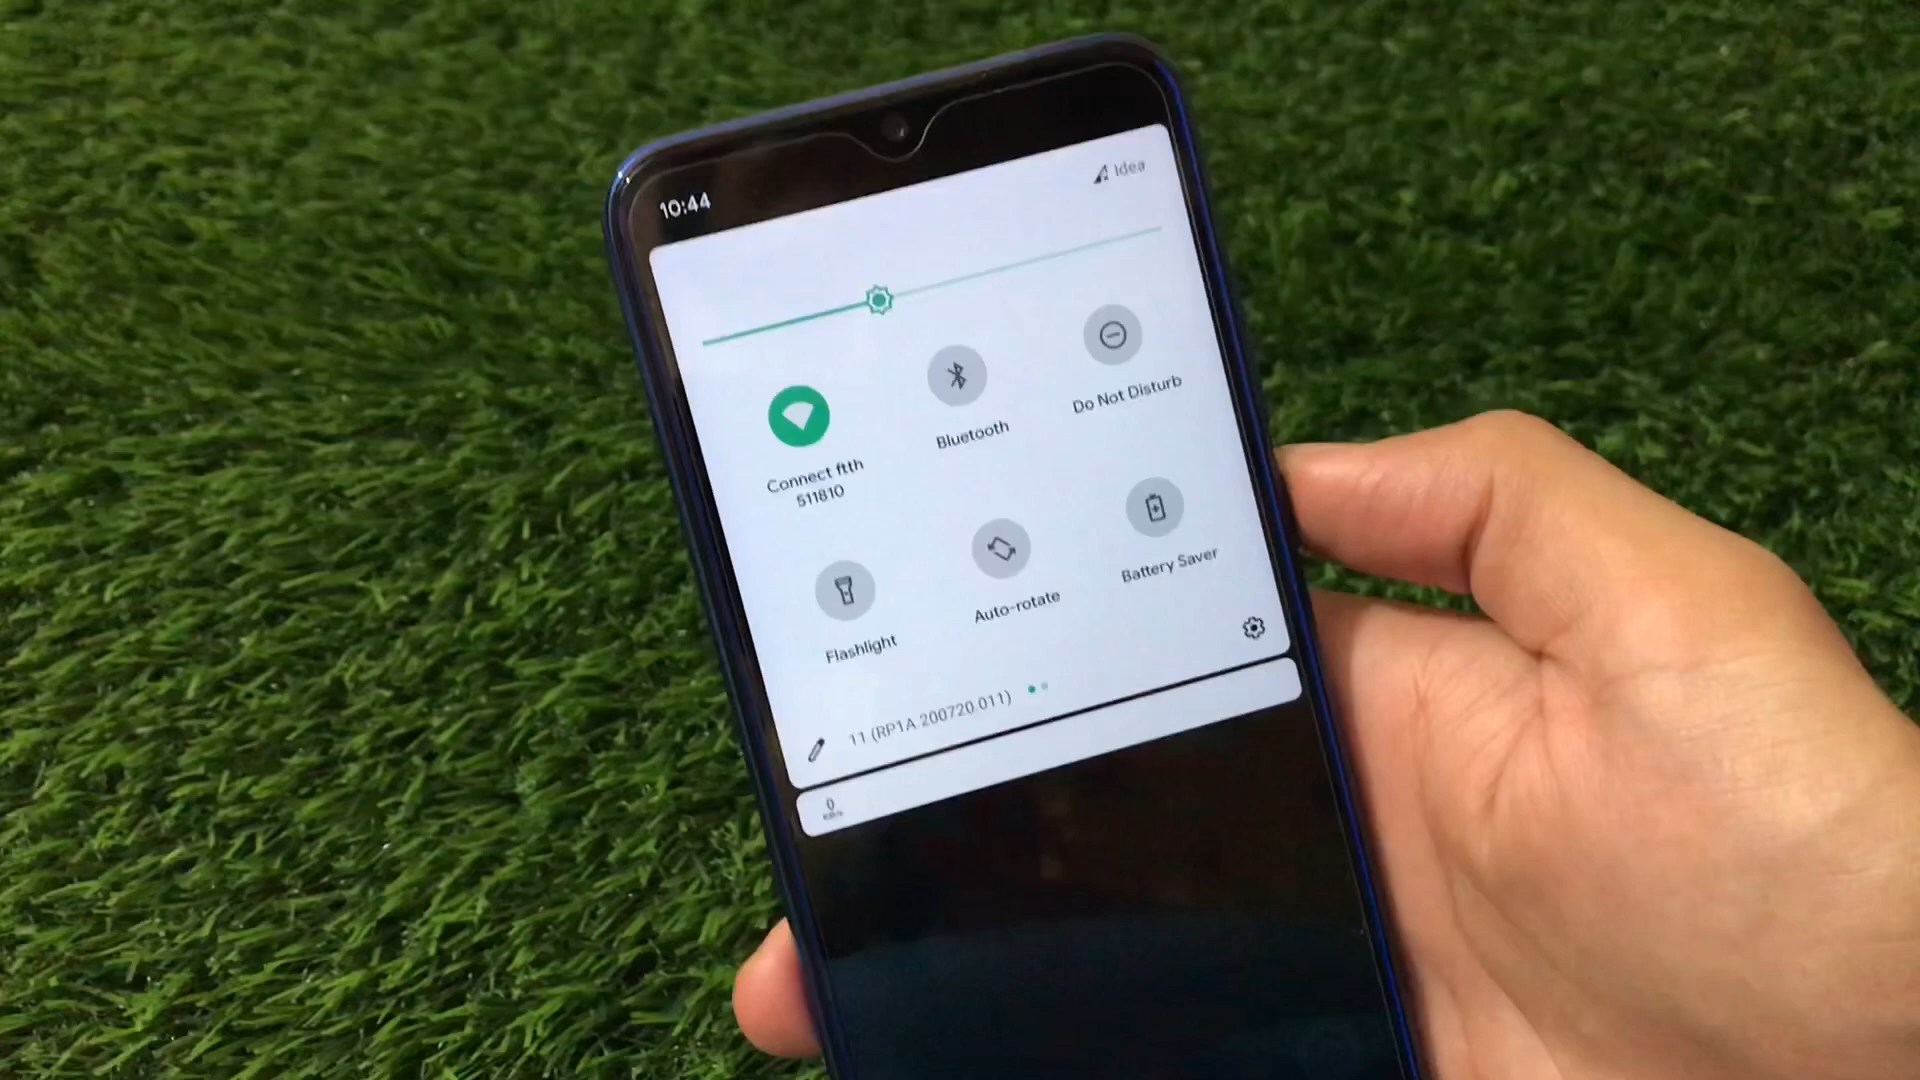 10:44
Idea
Connect ftth
511810
Bluetooth
Do Not Disturb
Flashlight
Auto-rotate
Battery Saver
11 (RP1A.200720.011)
0
KB/s